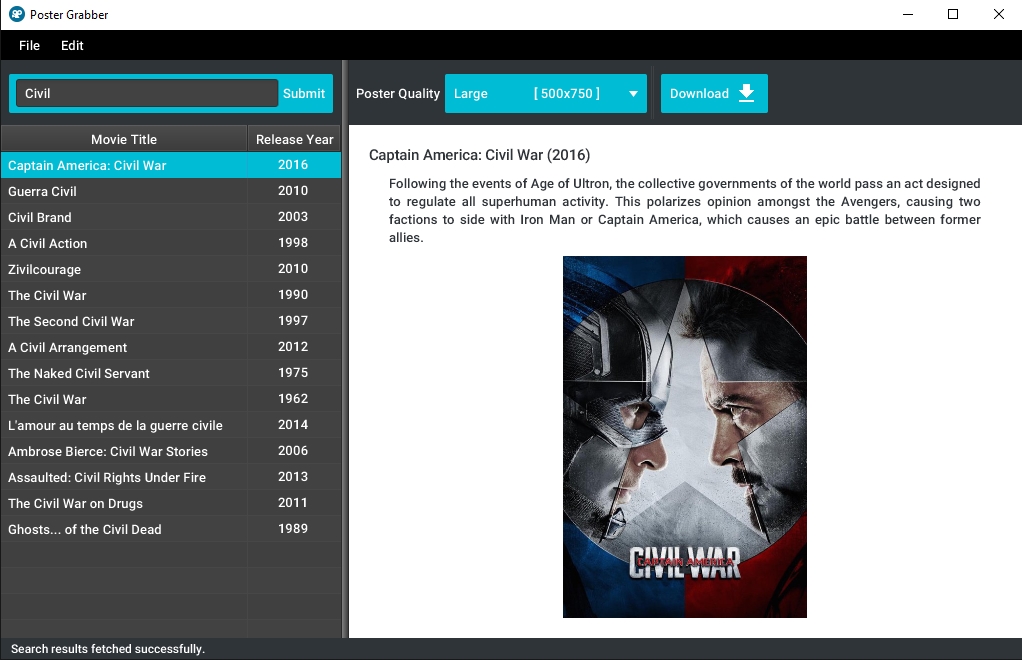 Poster Grabber
File Edit
Civil Submit
Poster Quality Large [ 500x750 ] Download
Movie Title Release Year
Captain America: Civil War 2016
Guerra Civil 2010
Civil Brand 2003
A Civil Action 1998
Zivilcourage 2010
The Civil War 1990
The Second Civil War 1997
A Civil Arrangement 2012
The Naked Civil Servant 1975
The Civil War 1962
L'amour au temps de la guerre civile 2014
Ambrose Bierce: Civil War Stories 2006
Assaulted: Civil Rights Under Fire 2013
The Civil War on Drugs 2011
Ghosts... of the Civil Dead 1989
Captain America: Civil War (2016)
Following the events of Age of Ultron, the collective governments of the world pass an act designed
to regulate all superhuman activity. This polarizes opinion amongst the Avengers, causing two
factions to side with Iron Man or Captain America, which causes an epic battle between former
allies.
CIVIL WAR
CAPTAIN AMERICA
Search results fetched successfully.